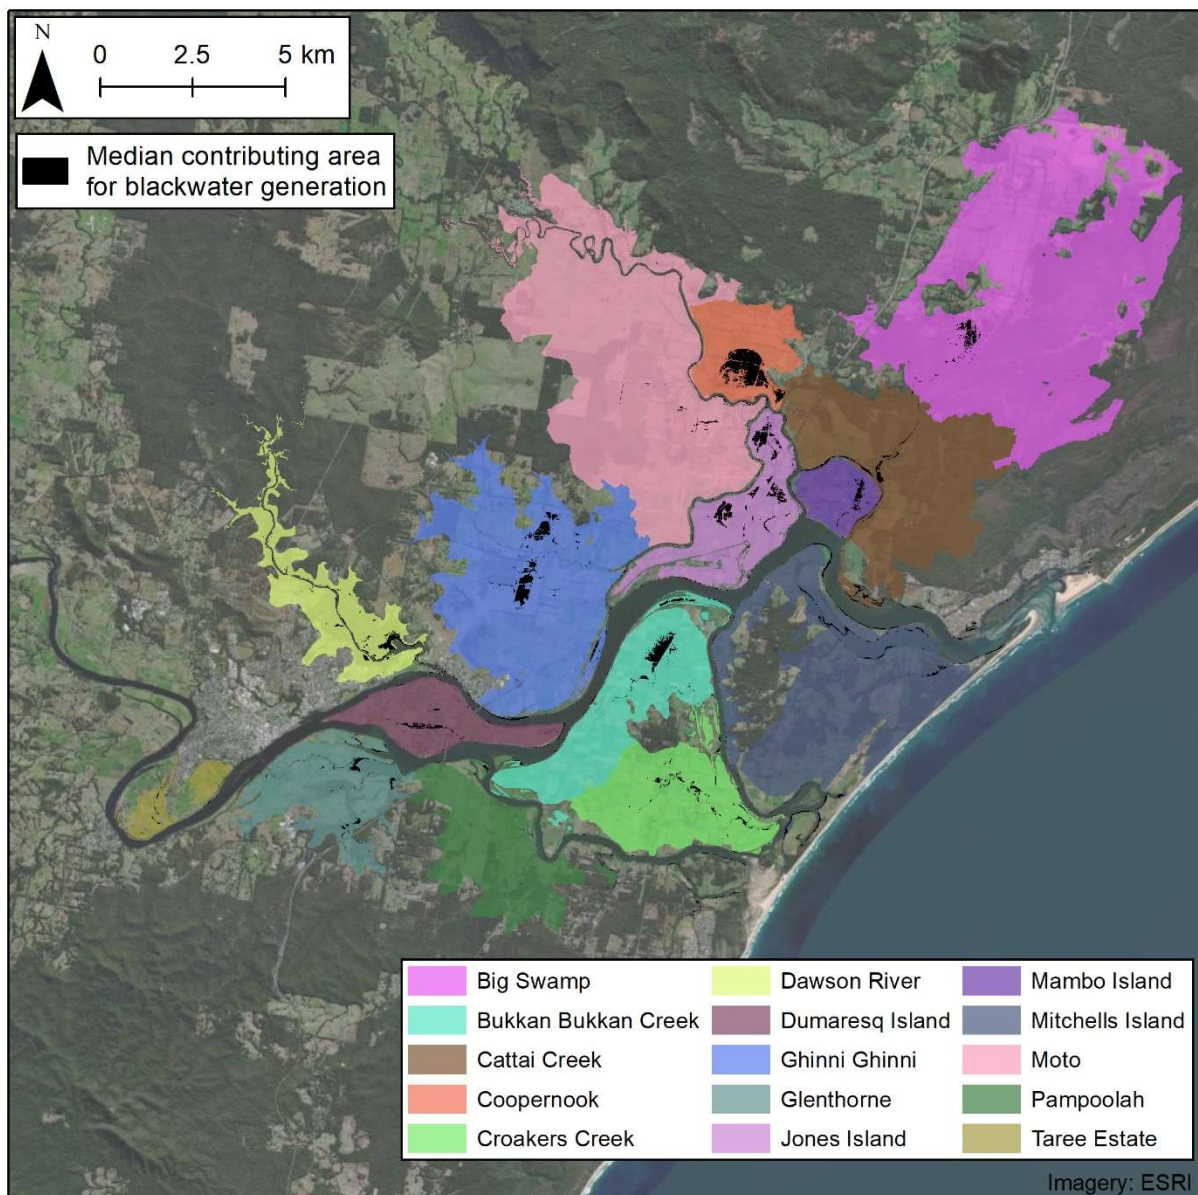 N
0 2.5 5 km
Median contributing area
for blackwater generation
Big Swamp
Bukkan Bukkan Creek
Cattai Creek
Coopernook
Croakers Creek
Dawson River
Dumaresq Island
Ghinni Ghinni
Glenthorne
Jones Island
Mambo Island
Mitchells Island
Moto
Pampoolah
Taree Estate
Imagery: ESRI